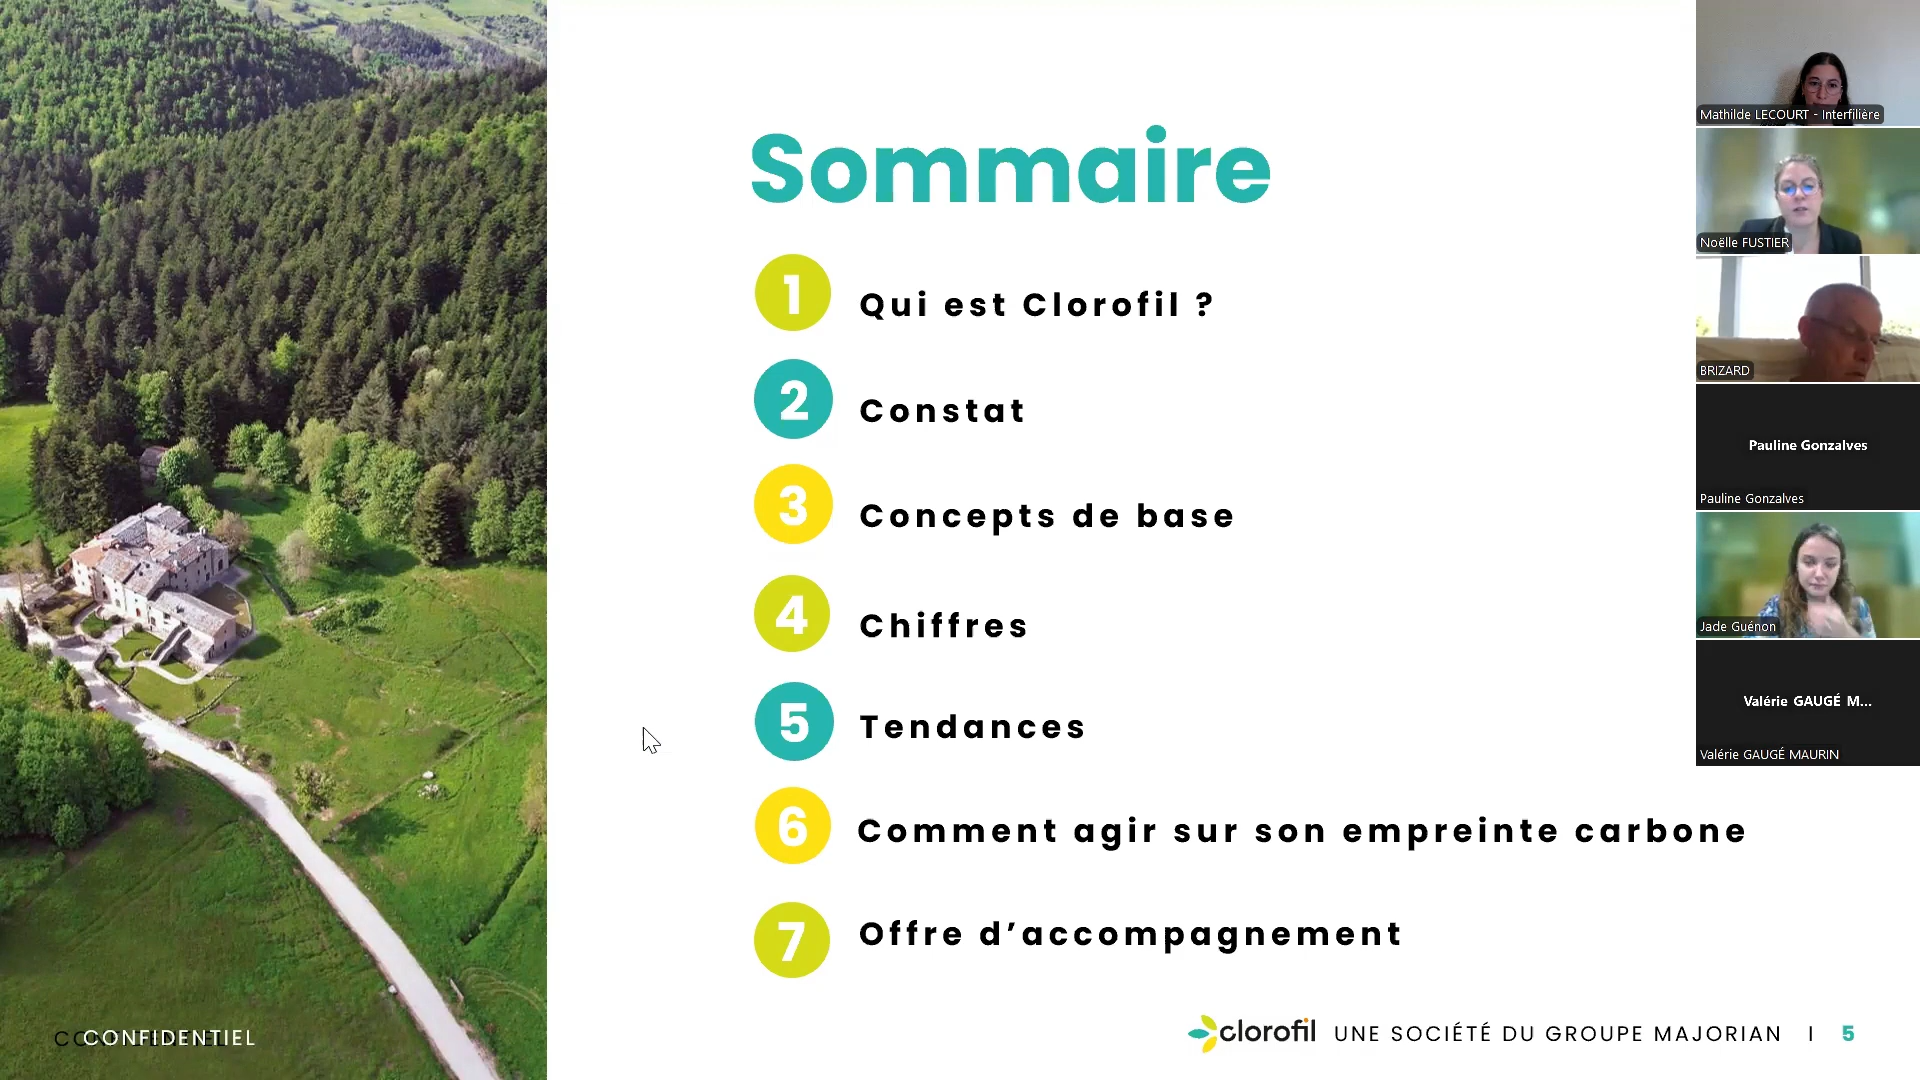 Sommaire
1
Qui est Clorofil ?
2
Constat
3
Concepts de base
4
Chiffres
5
Tendances
6
Comment agir sur son empreinte carbone
7
Offre d’accompagnement
CONFIDENTIEL
clorofil UNE SOCIÉTÉ DU GROUPE MAJORIAN I 5
Mathilde LECOURT - Interfilière
Noëlle FUSTIER
BRIZARD
Pauline Gonzalves
Pauline Gonzalves
Jade Guénon
Valérie GAUGÉ M...
Valérie GAUGÉ MAURIN